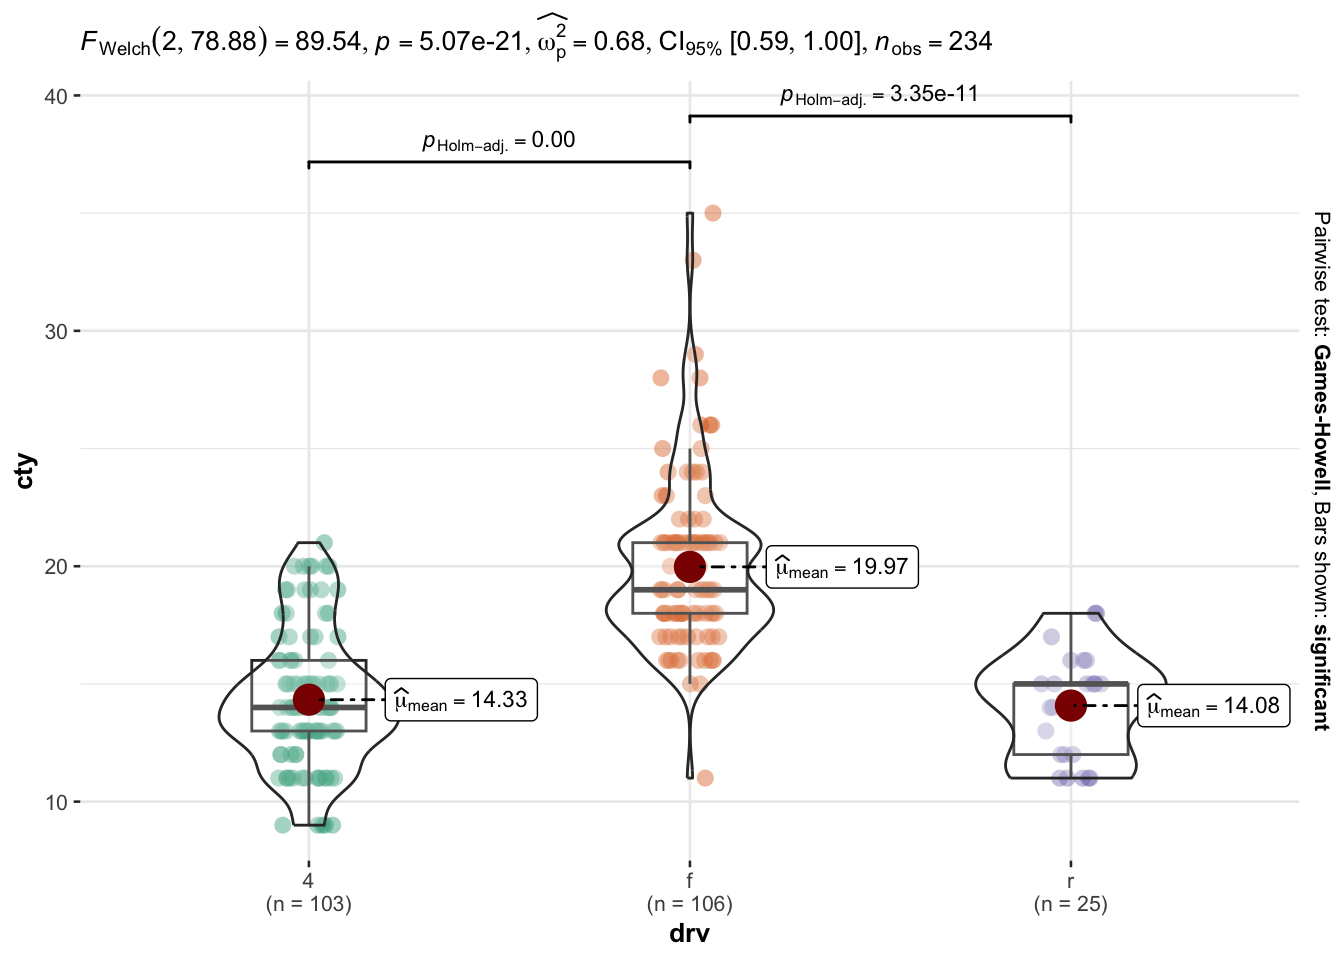 F_Welch(2, 78.88) = 89.54, p = 5.07e-21, ω̂²_p = 0.68, CI_95% [0.59, 1.00], n_obs = 234
40
p_Holm−adj. = 3.35e-11
p_Holm−adj. = 0.00
30
20
10
cty
μ̂_mean = 14.33
μ̂_mean = 19.97
μ̂_mean = 14.08
Pairwise test: Games-Howell, Bars shown: significant
4
(n = 103)
f
(n = 106)
r
(n = 25)
drv